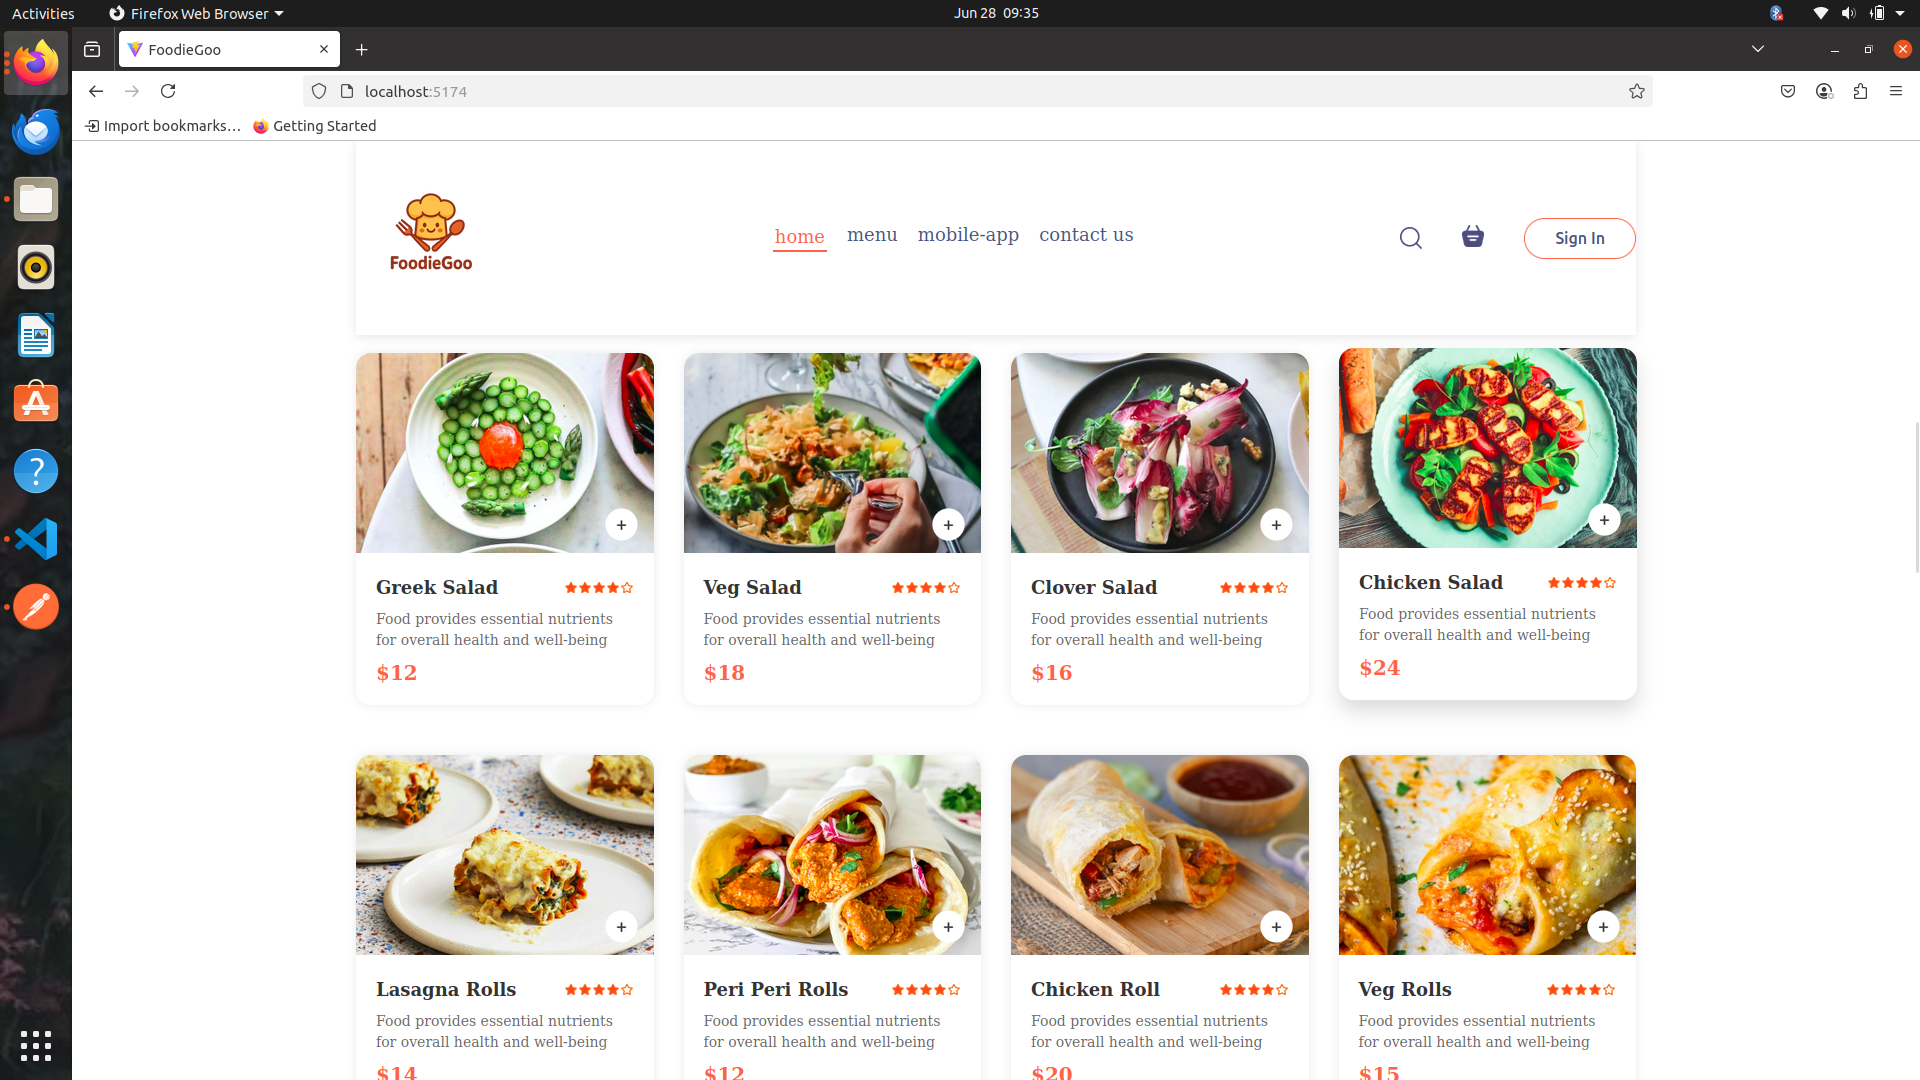 Activities
Firefox Web Browser
Jun 28 09:35
FoodieGoo
localhost:5174
Import bookmarks...
Getting Started
FoodieGoo
home
menu
mobile-app
contact us
Sign In
+
+
+
+
Greek Salad
Veg Salad
Clover Salad
Chicken Salad
Food provides essential nutrients
for overall health and well-being
Food provides essential nutrients
for overall health and well-being
Food provides essential nutrients
for overall health and well-being
Food provides essential nutrients
for overall health and well-being
$12
$18
$16
$24
+
+
+
+
Lasagna Rolls
Peri Peri Rolls
Chicken Roll
Veg Rolls
Food provides essential nutrients
for overall health and well-being
Food provides essential nutrients
for overall health and well-being
Food provides essential nutrients
for overall health and well-being
Food provides essential nutrients
for overall health and well-being
$14
$12
$20
$15